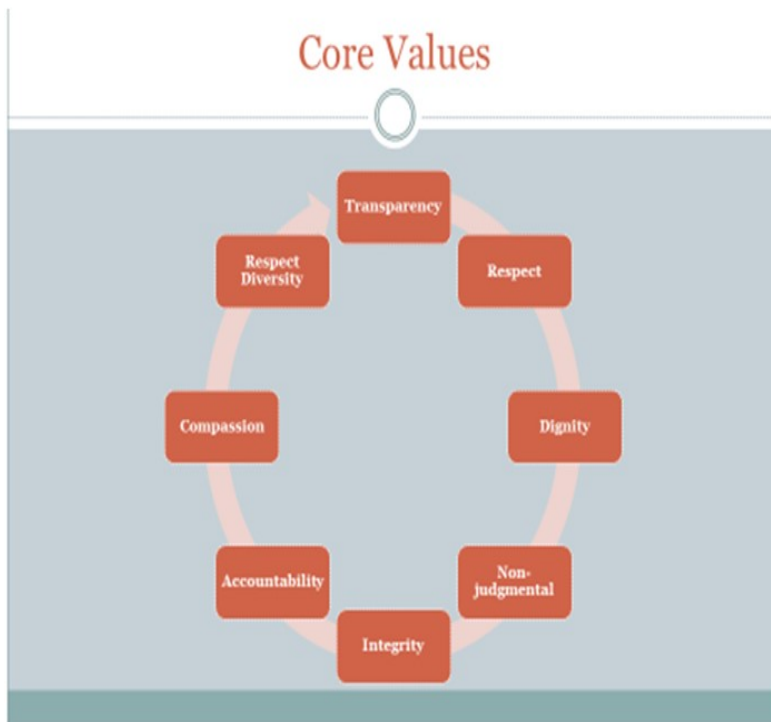 Core Values
Transparency
Respect
Dignity
Non-
judgmental
Integrity
Accountability
Compassion
Respect
Diversity